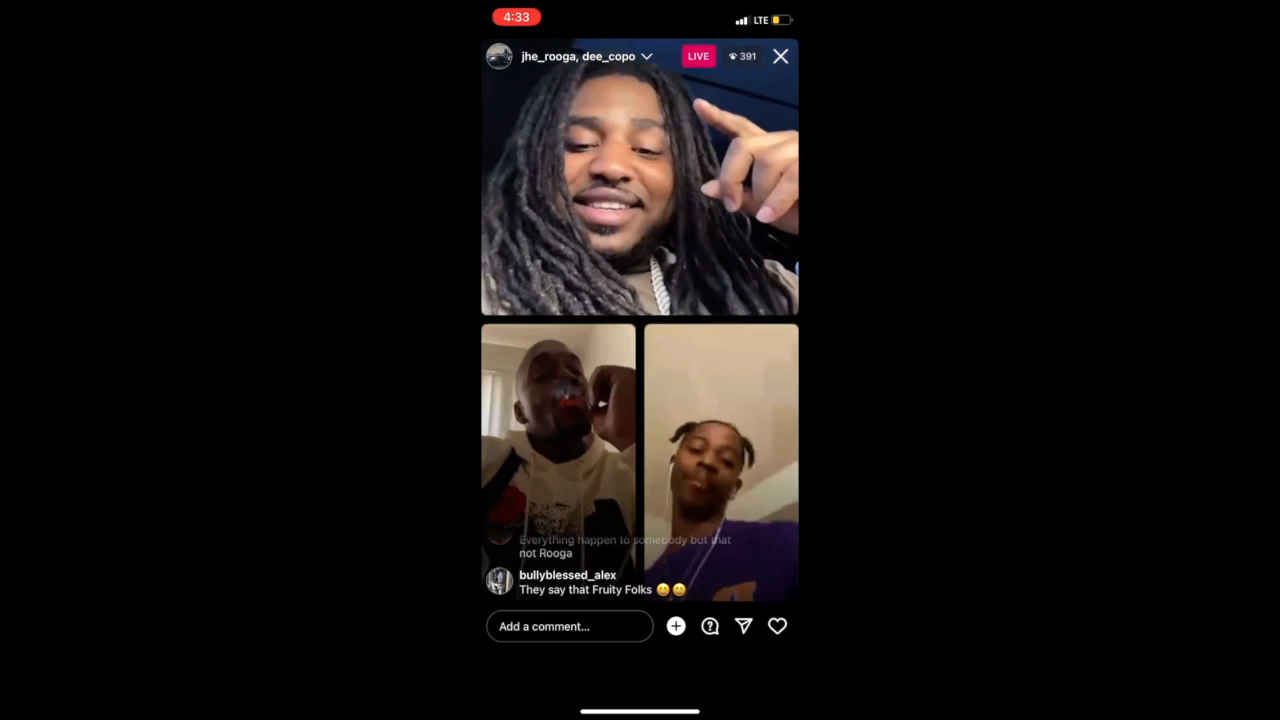 4:33
LTE
jhe_rooga, dee_copo
LIVE
391
Everything happen to somebody but that
not Rooga
bullyblessed_alex
They say that Fruity Folks 😀😀
Add a comment...